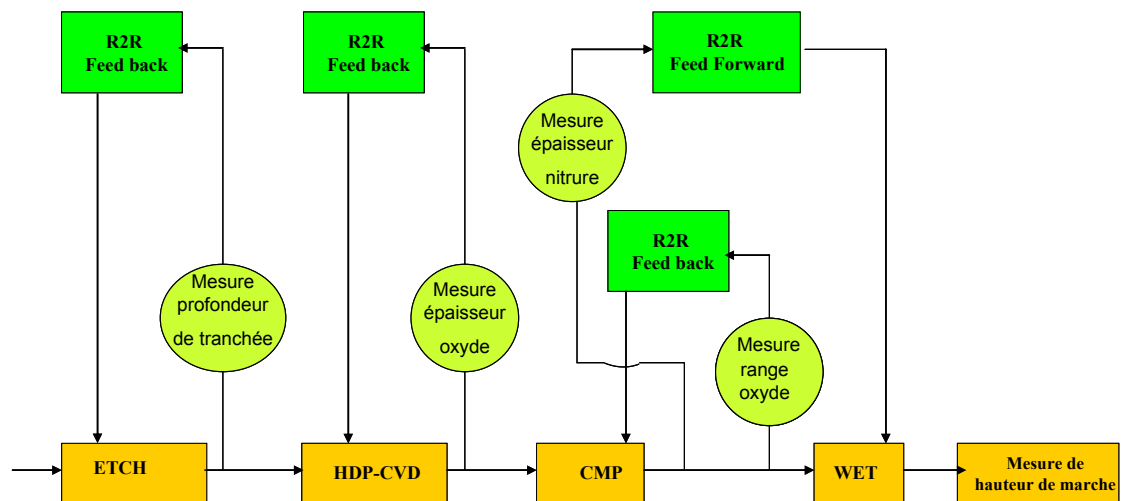 R2R
Feed back
R2R
Feed back
R2R
Feed Forward
Mesure
épaisseur
nitrure
R2R
Feed back
Mesure
profondeur
de tranchée
Mesure
épaisseur
oxyde
Mesure
range
oxyde
ETCH
HDP-CVD
CMP
WET
Mesure de
hauteur de marche